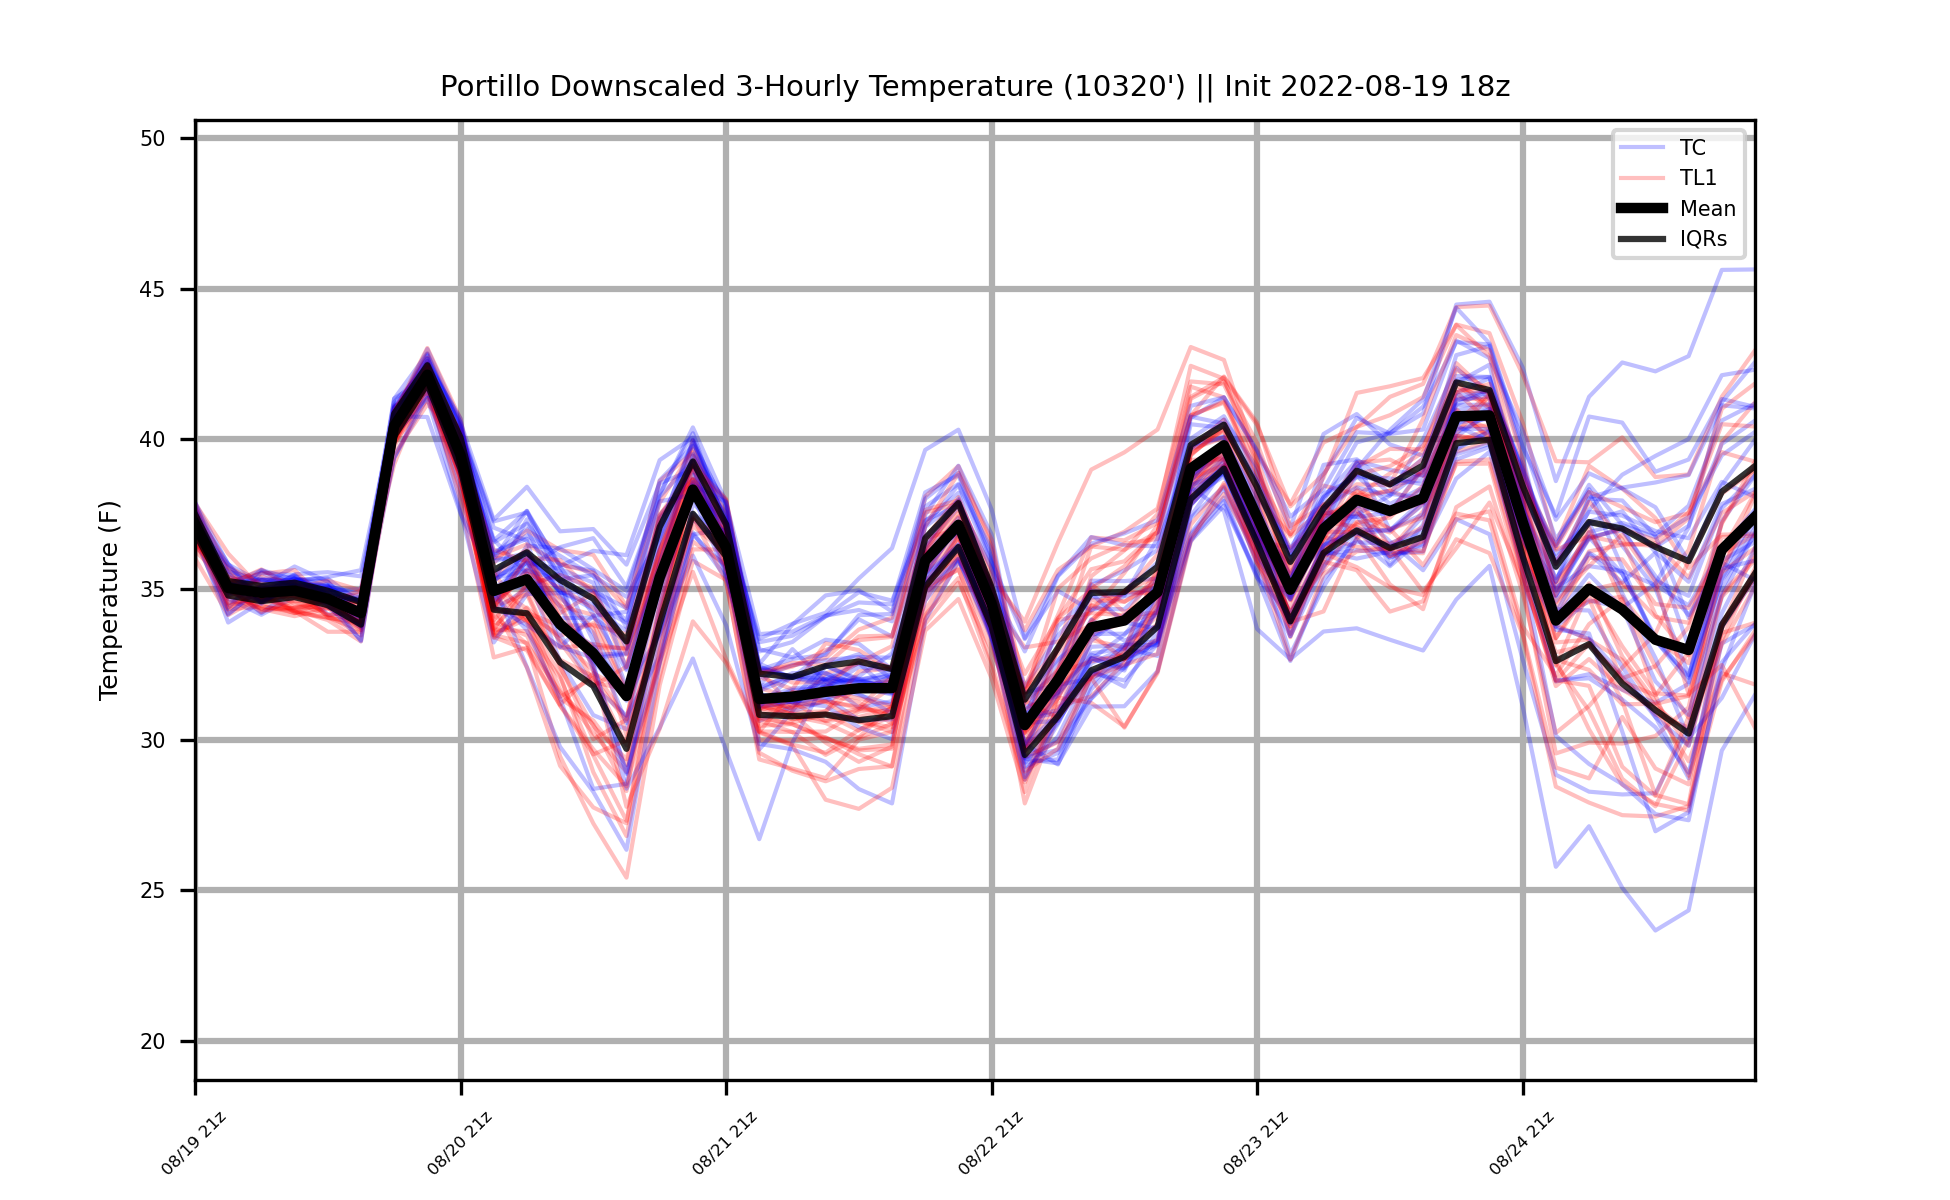 Portillo Downscaled 3-Hourly Temperature (10320') || Init 2022-08-19 18z
50
45
40
35
30
25
20
Temperature (F)
TC
TL1
Mean
IQRs
08/19 21z
08/20 21z
08/21 21z
08/22 21z
08/23 21z
08/24 21z